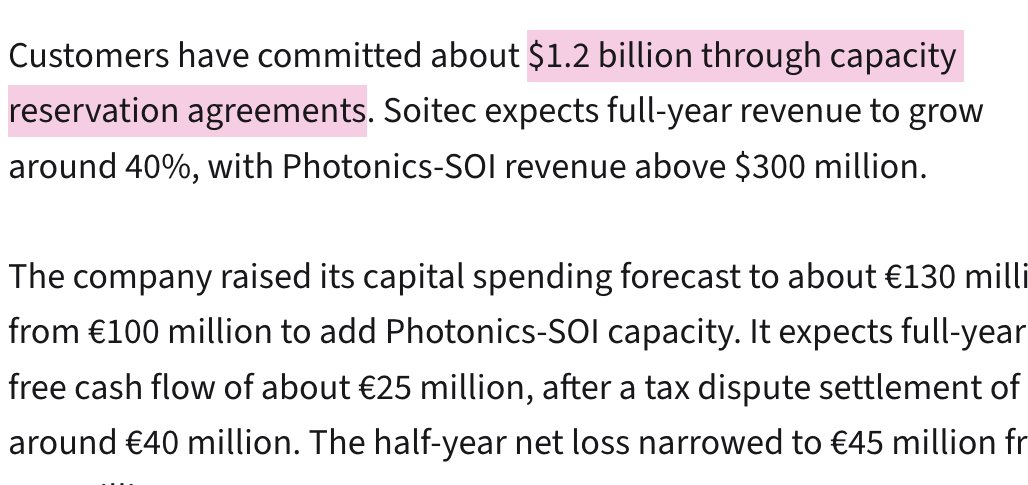 Customers have committed about $1.2 billion through capacity
reservation agreements. Soitec expects full-year revenue to grow
around 40%, with Photonics-SOI revenue above $300 million.
The company raised its capital spending forecast to about €130 milli
from €100 million to add Photonics-SOI capacity. It expects full-year
free cash flow of about €25 million, after a tax dispute settlement of
around €40 million. The half-year net loss narrowed to €45 million fr